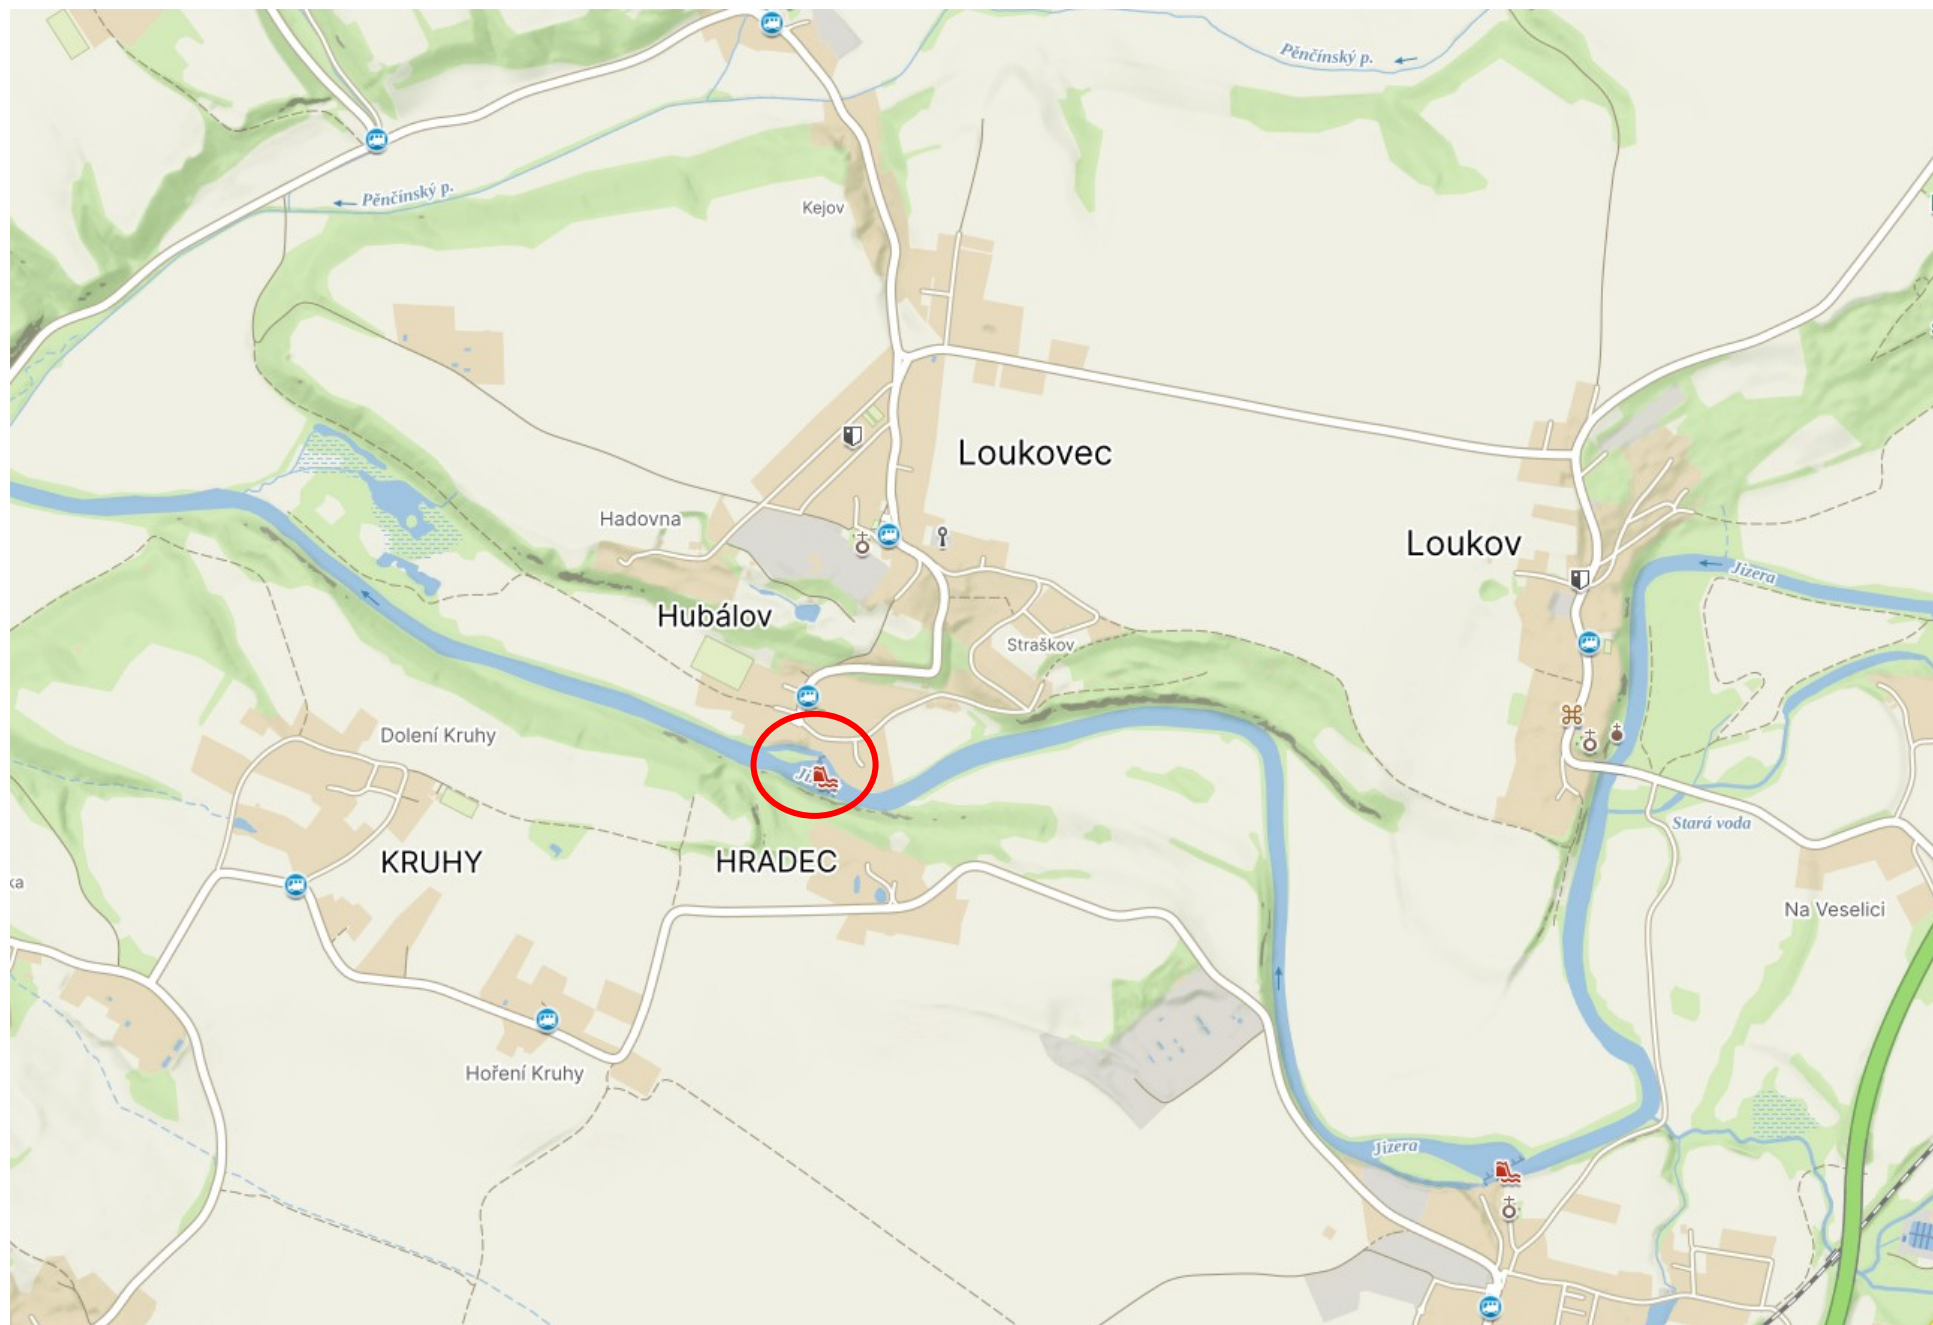 Pěnčínský p.
Pěnčínský p.
Kejov
Loukovec
Hadovna
Loukov
Jizera
Hubálov
Straškov
Dolení Kruhy
Stará voda
KRUHY
HRADEC
ka
Na Veselici
Hoření Kruhy
Jizera